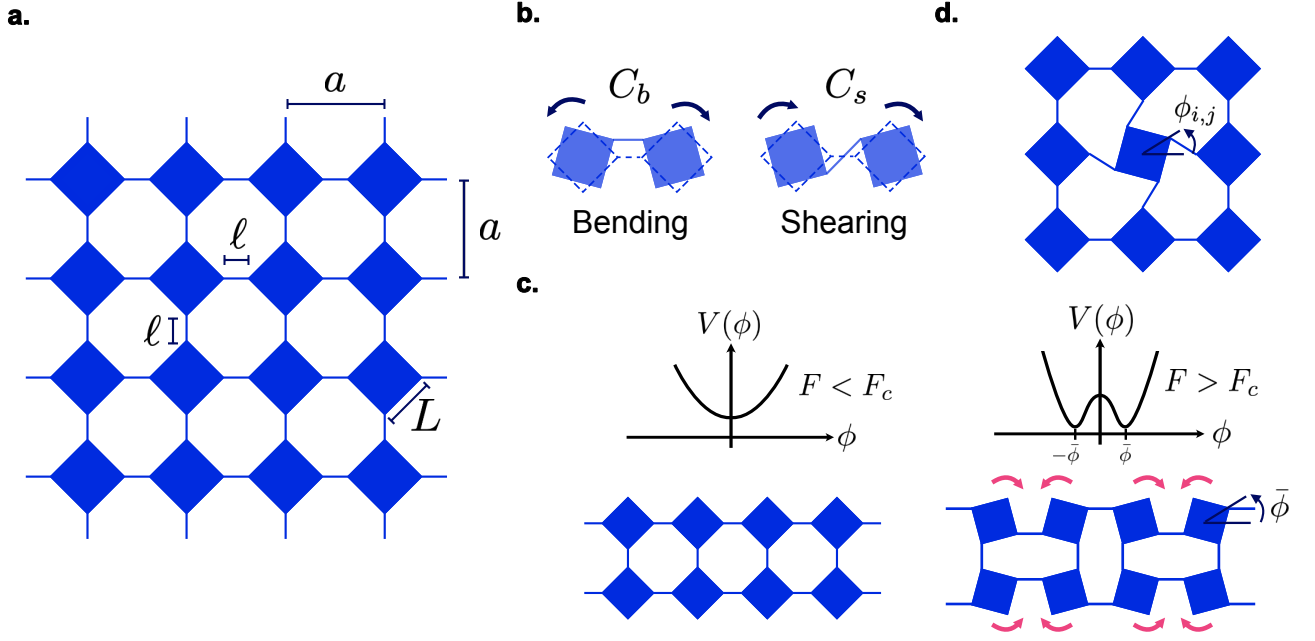 a.
a
a
ℓ
ℓ
L
b.
C_b
C_s
Bending
Shearing
c.
V(ϕ)
F < F_c
ϕ
d.
ϕ_{i,j}
V(ϕ)
F > F_c
ϕ
−ϕ̄
ϕ̄
ϕ̄